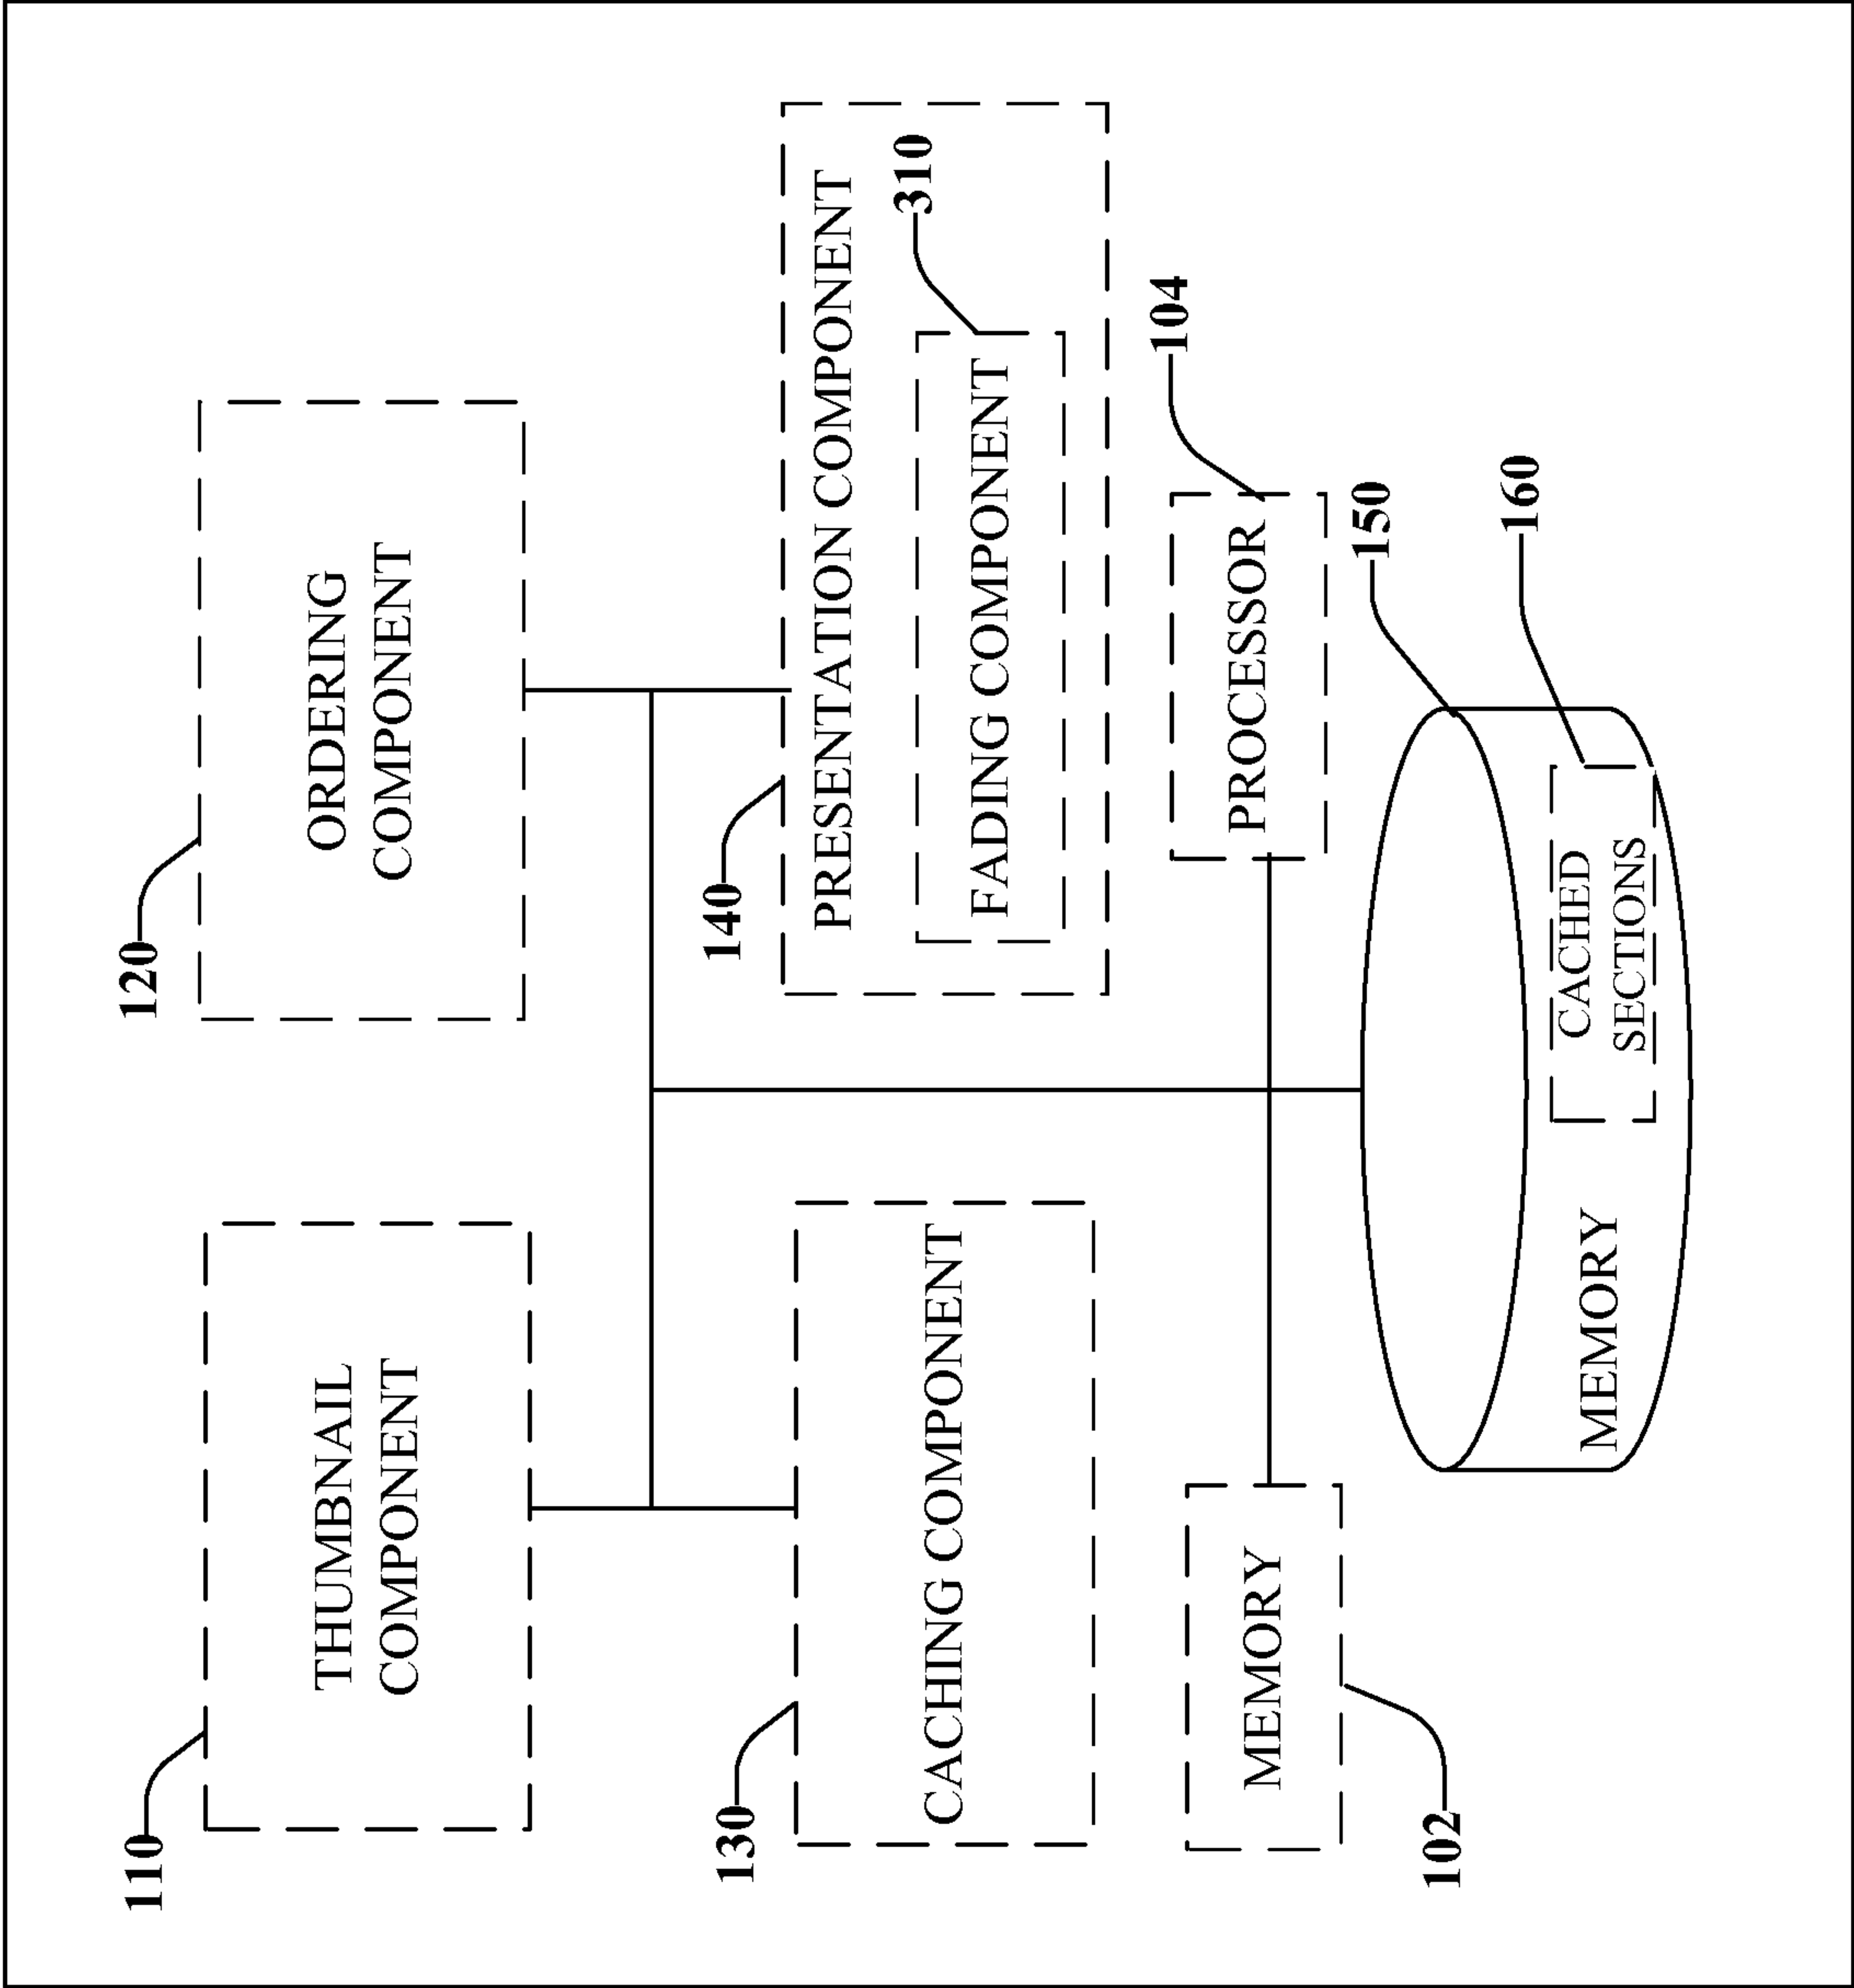 110
THUMBNAIL
COMPONENT
120
ORDERING
COMPONENT
130
CACHING COMPONENT
140
PRESENTATION COMPONENT
310
FADING COMPONENT
MEMORY
102
PROCESSOR
104
150
MEMORY
CACHED
SECTIONS
160